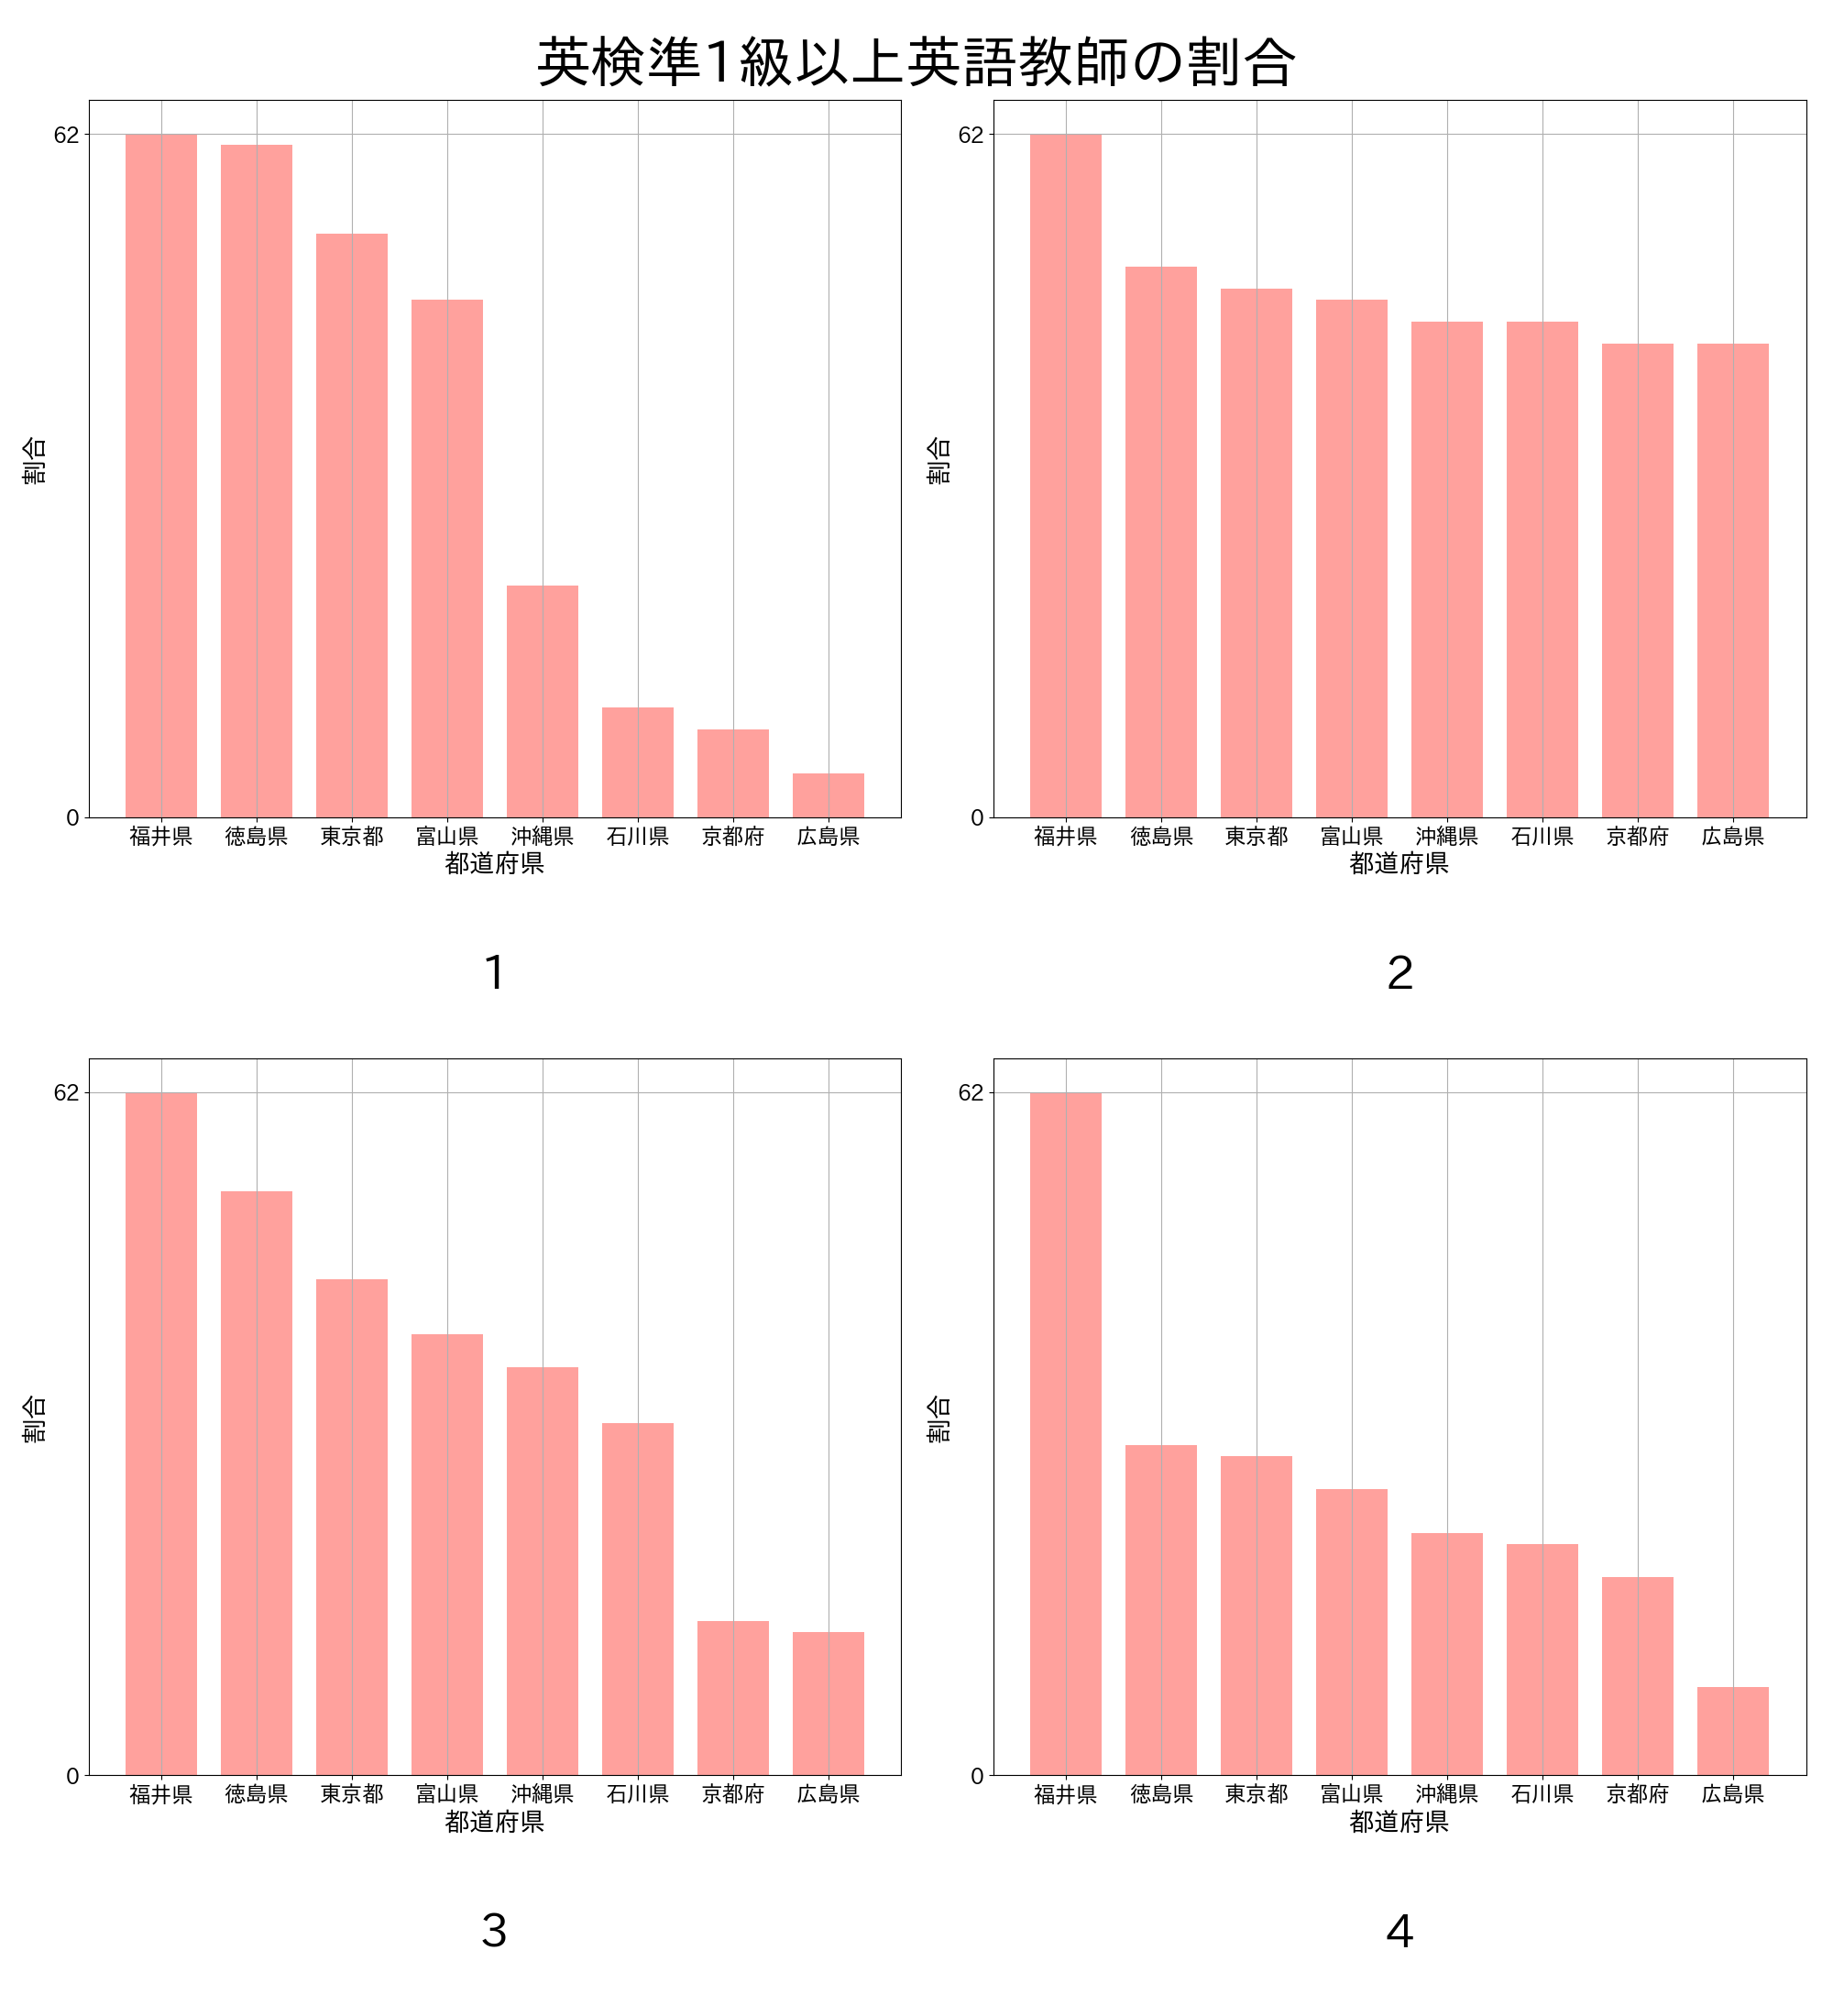 英検準1級以上英語教師の割合
62
0
割合
福井県 徳島県 東京都 富山県 沖縄県 石川県 京都府 広島県
都道府県
1
62
0
割合
福井県 徳島県 東京都 富山県 沖縄県 石川県 京都府 広島県
都道府県
2
62
0
割合
福井県 徳島県 東京都 富山県 沖縄県 石川県 京都府 広島県
都道府県
3
62
0
割合
福井県 徳島県 東京都 富山県 沖縄県 石川県 京都府 広島県
都道府県
4